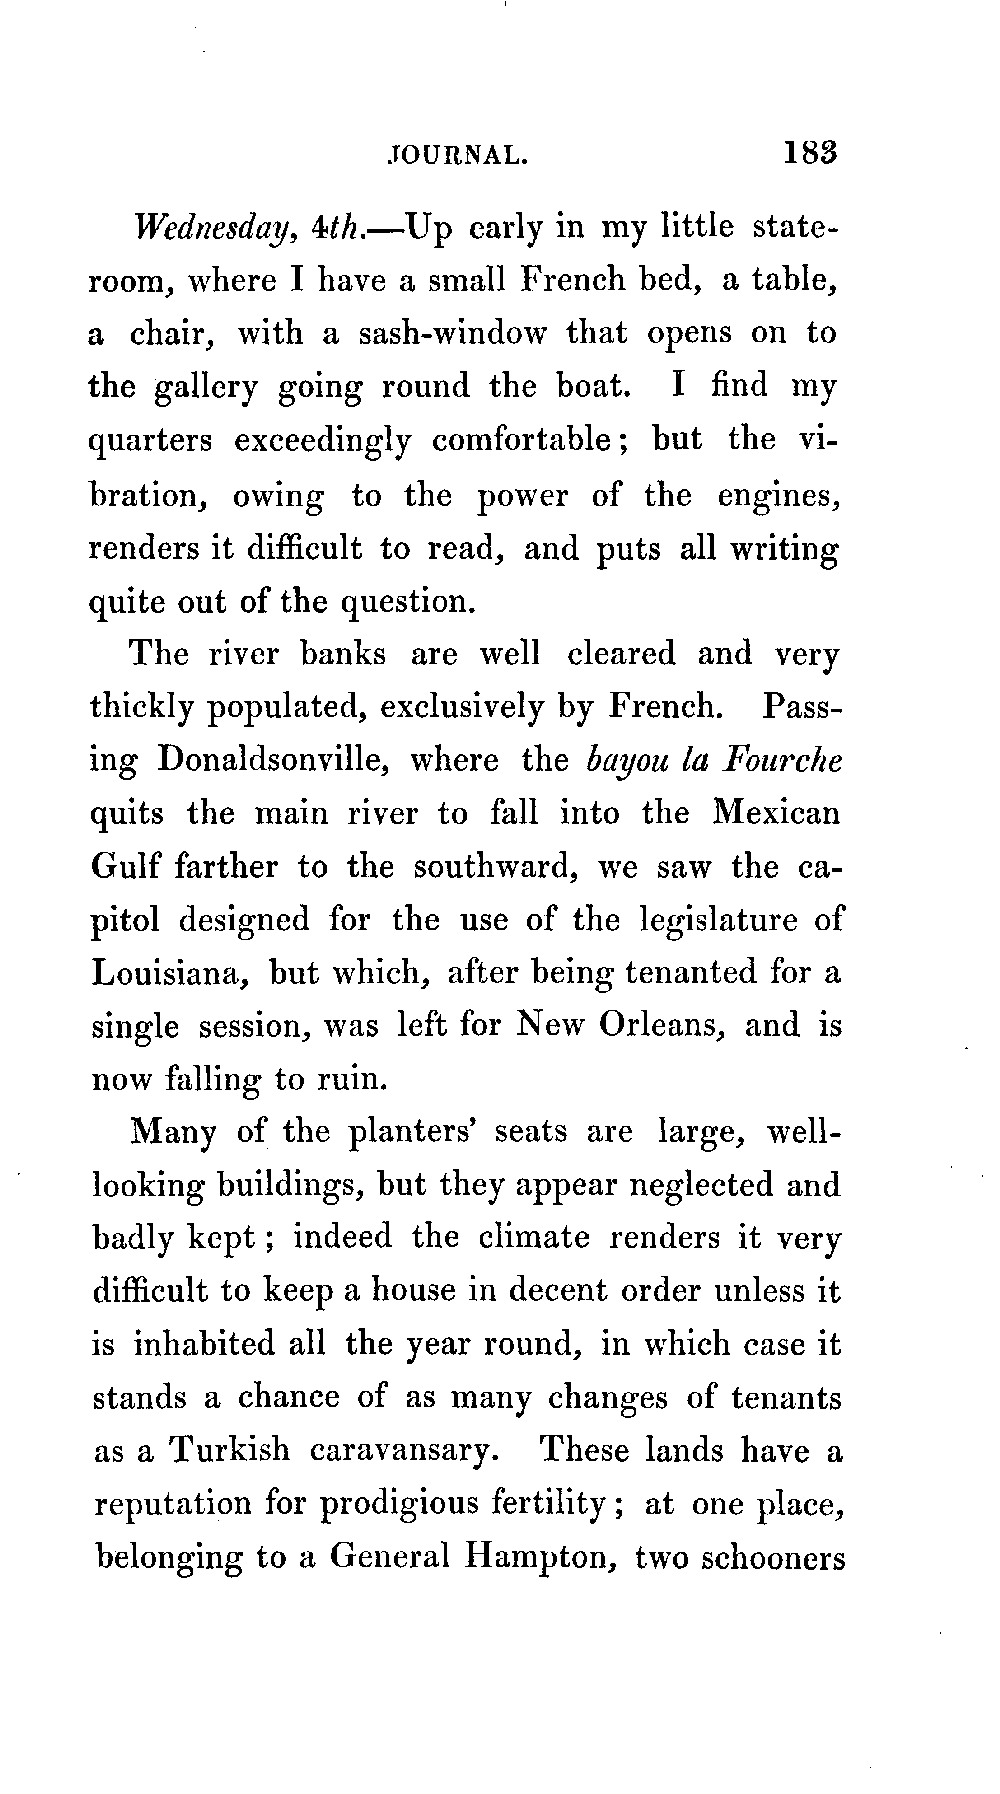 JOURNAL. 183
Wednesday, 4th.—Up early in my little state-
room, where I have a small French bed, a table,
a chair, with a sash-window that opens on to
the gallery going round the boat. I find my
quarters exceedingly comfortable; but the vi-
bration, owing to the power of the engines,
renders it difficult to read, and puts all writing
quite out of the question.
The river banks are well cleared and very
thickly populated, exclusively by French. Pass-
ing Donaldsonville, where the bayou la Fourche
quits the main river to fall into the Mexican
Gulf farther to the southward, we saw the ca-
pitol designed for the use of the legislature of
Louisiana, but which, after being tenanted for a
single session, was left for New Orleans, and is
now falling to ruin.
Many of the planters' seats are large, well-
looking buildings, but they appear neglected and
badly kept; indeed the climate renders it very
difficult to keep a house in decent order unless it
is inhabited all the year round, in which case it
stands a chance of as many changes of tenants
as a Turkish caravansary. These lands have a
reputation for prodigious fertility; at one place,
belonging to a General Hampton, two schooners